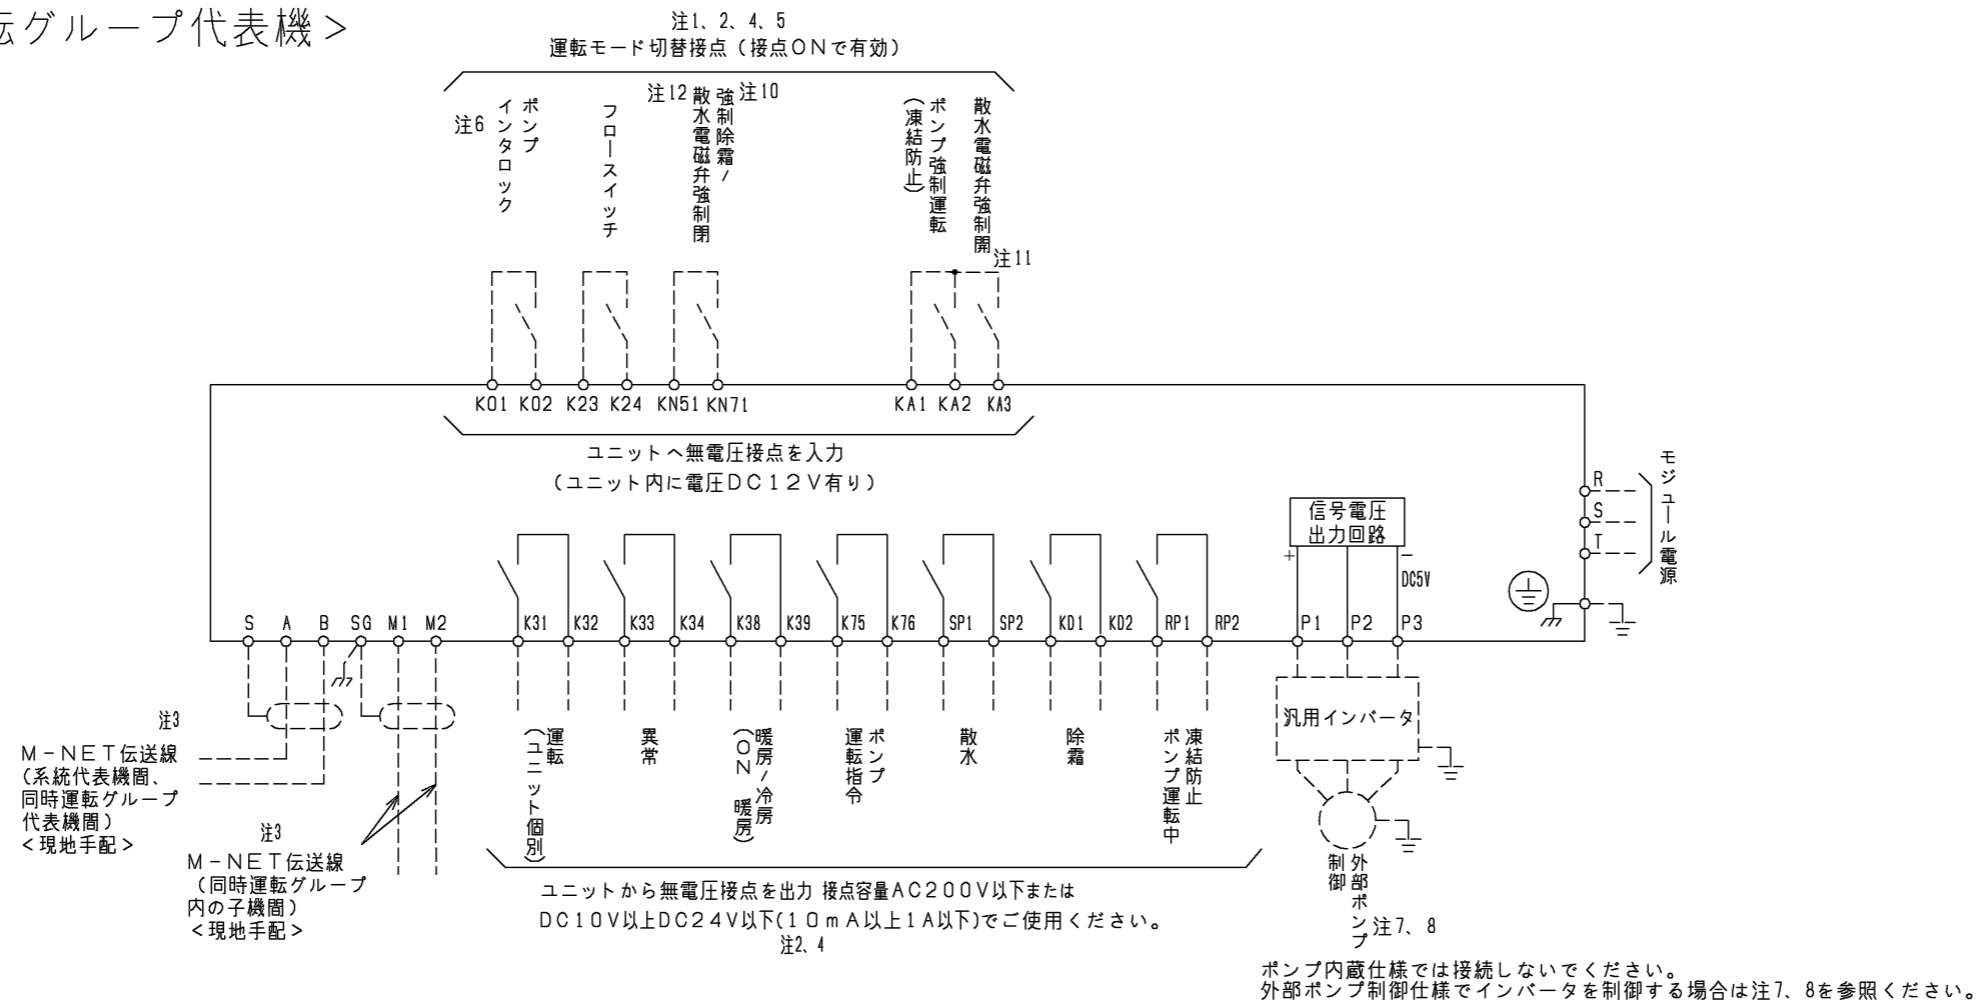 転グループ代表機＞
注1、2、4、5
運転モード切替接点（接点ONで有効）
注6
ポンプ
インタロック
フロースイッチ
注12
強制除霜/
散水電磁弁強制閉
注10
ポンプ強制運転
（凍結防止）
散水電磁弁強制開
注11
K01 K02 K23 K24 KN51 KN71 KA1 KA2 KA3
ユニットへ無電圧接点を入力
（ユニット内に電圧DC12V有り）
信号電圧
出力回路
+ －
DC5V
R
S
T
モジュール電源
S A B SG M1 M2 K31 K32 K33 K34 K38 K39 K75 K76 SP1 SP2 KD1 KD2 RP1 RP2 P1 P2 P3
注3
M－NET伝送線
（系統代表機間、
同時運転グループ
代表機間）
＜現地手配＞
注3
M－NET伝送線
（同時運転グループ
内の子機間）
＜現地手配＞
運転
（ユニット個別）
異常
暖房/冷房
（ON 暖房）
ポンプ
運転指令
散水
除霜
凍結防止
ポンプ運転中
汎用インバータ
外部ポンプ
制御
注7、8
ユニットから無電圧接点を出力 接点容量AC200V以下または
DC10V以上DC24V以下(10mA以上1A以下)でご使用ください。
注2、4
ポンプ内蔵仕様では接続しないでください。
外部ポンプ制御仕様でインバータを制御する場合は注7、8を参照ください。